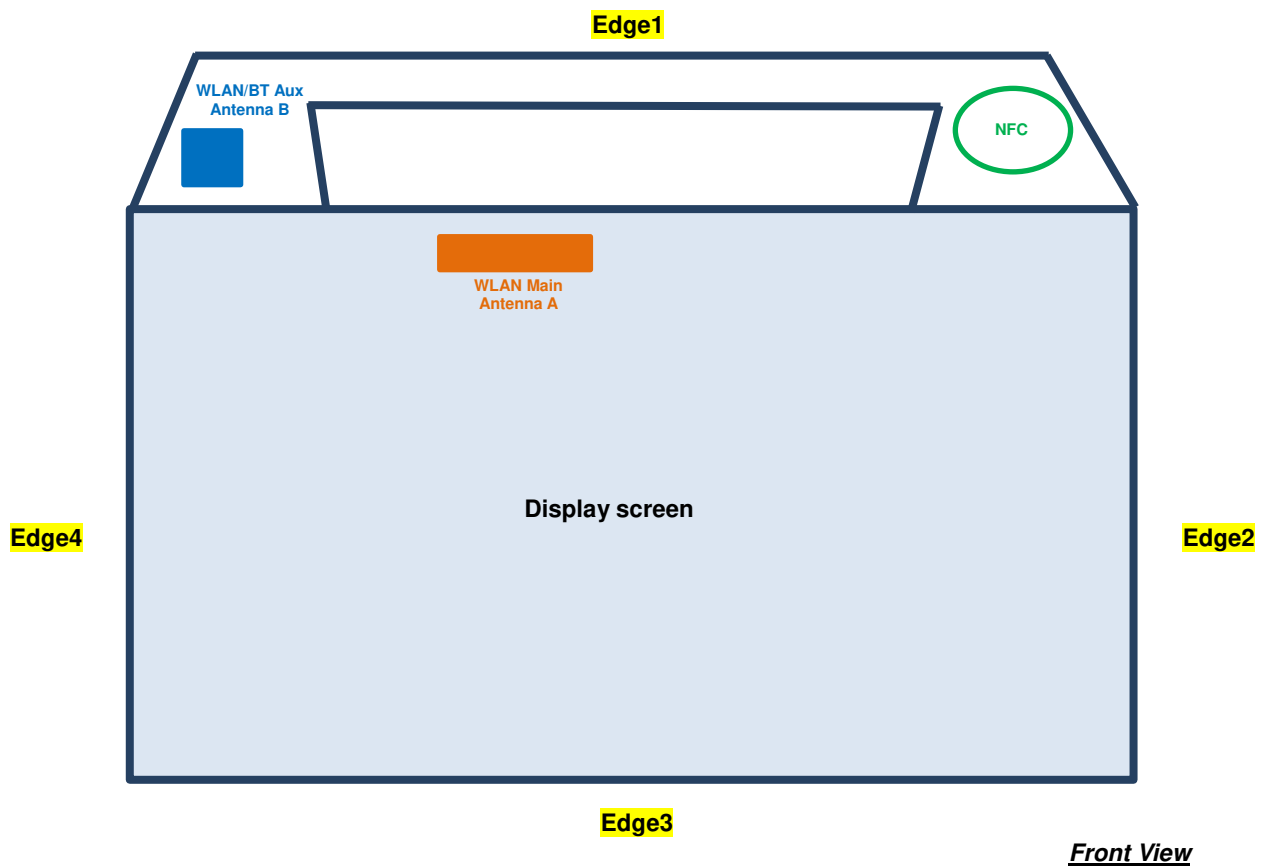 Edge1
WLAN/BT Aux
Antenna B
NFC
WLAN Main
Antenna A
Display screen
Edge4
Edge2
Edge3
Front View